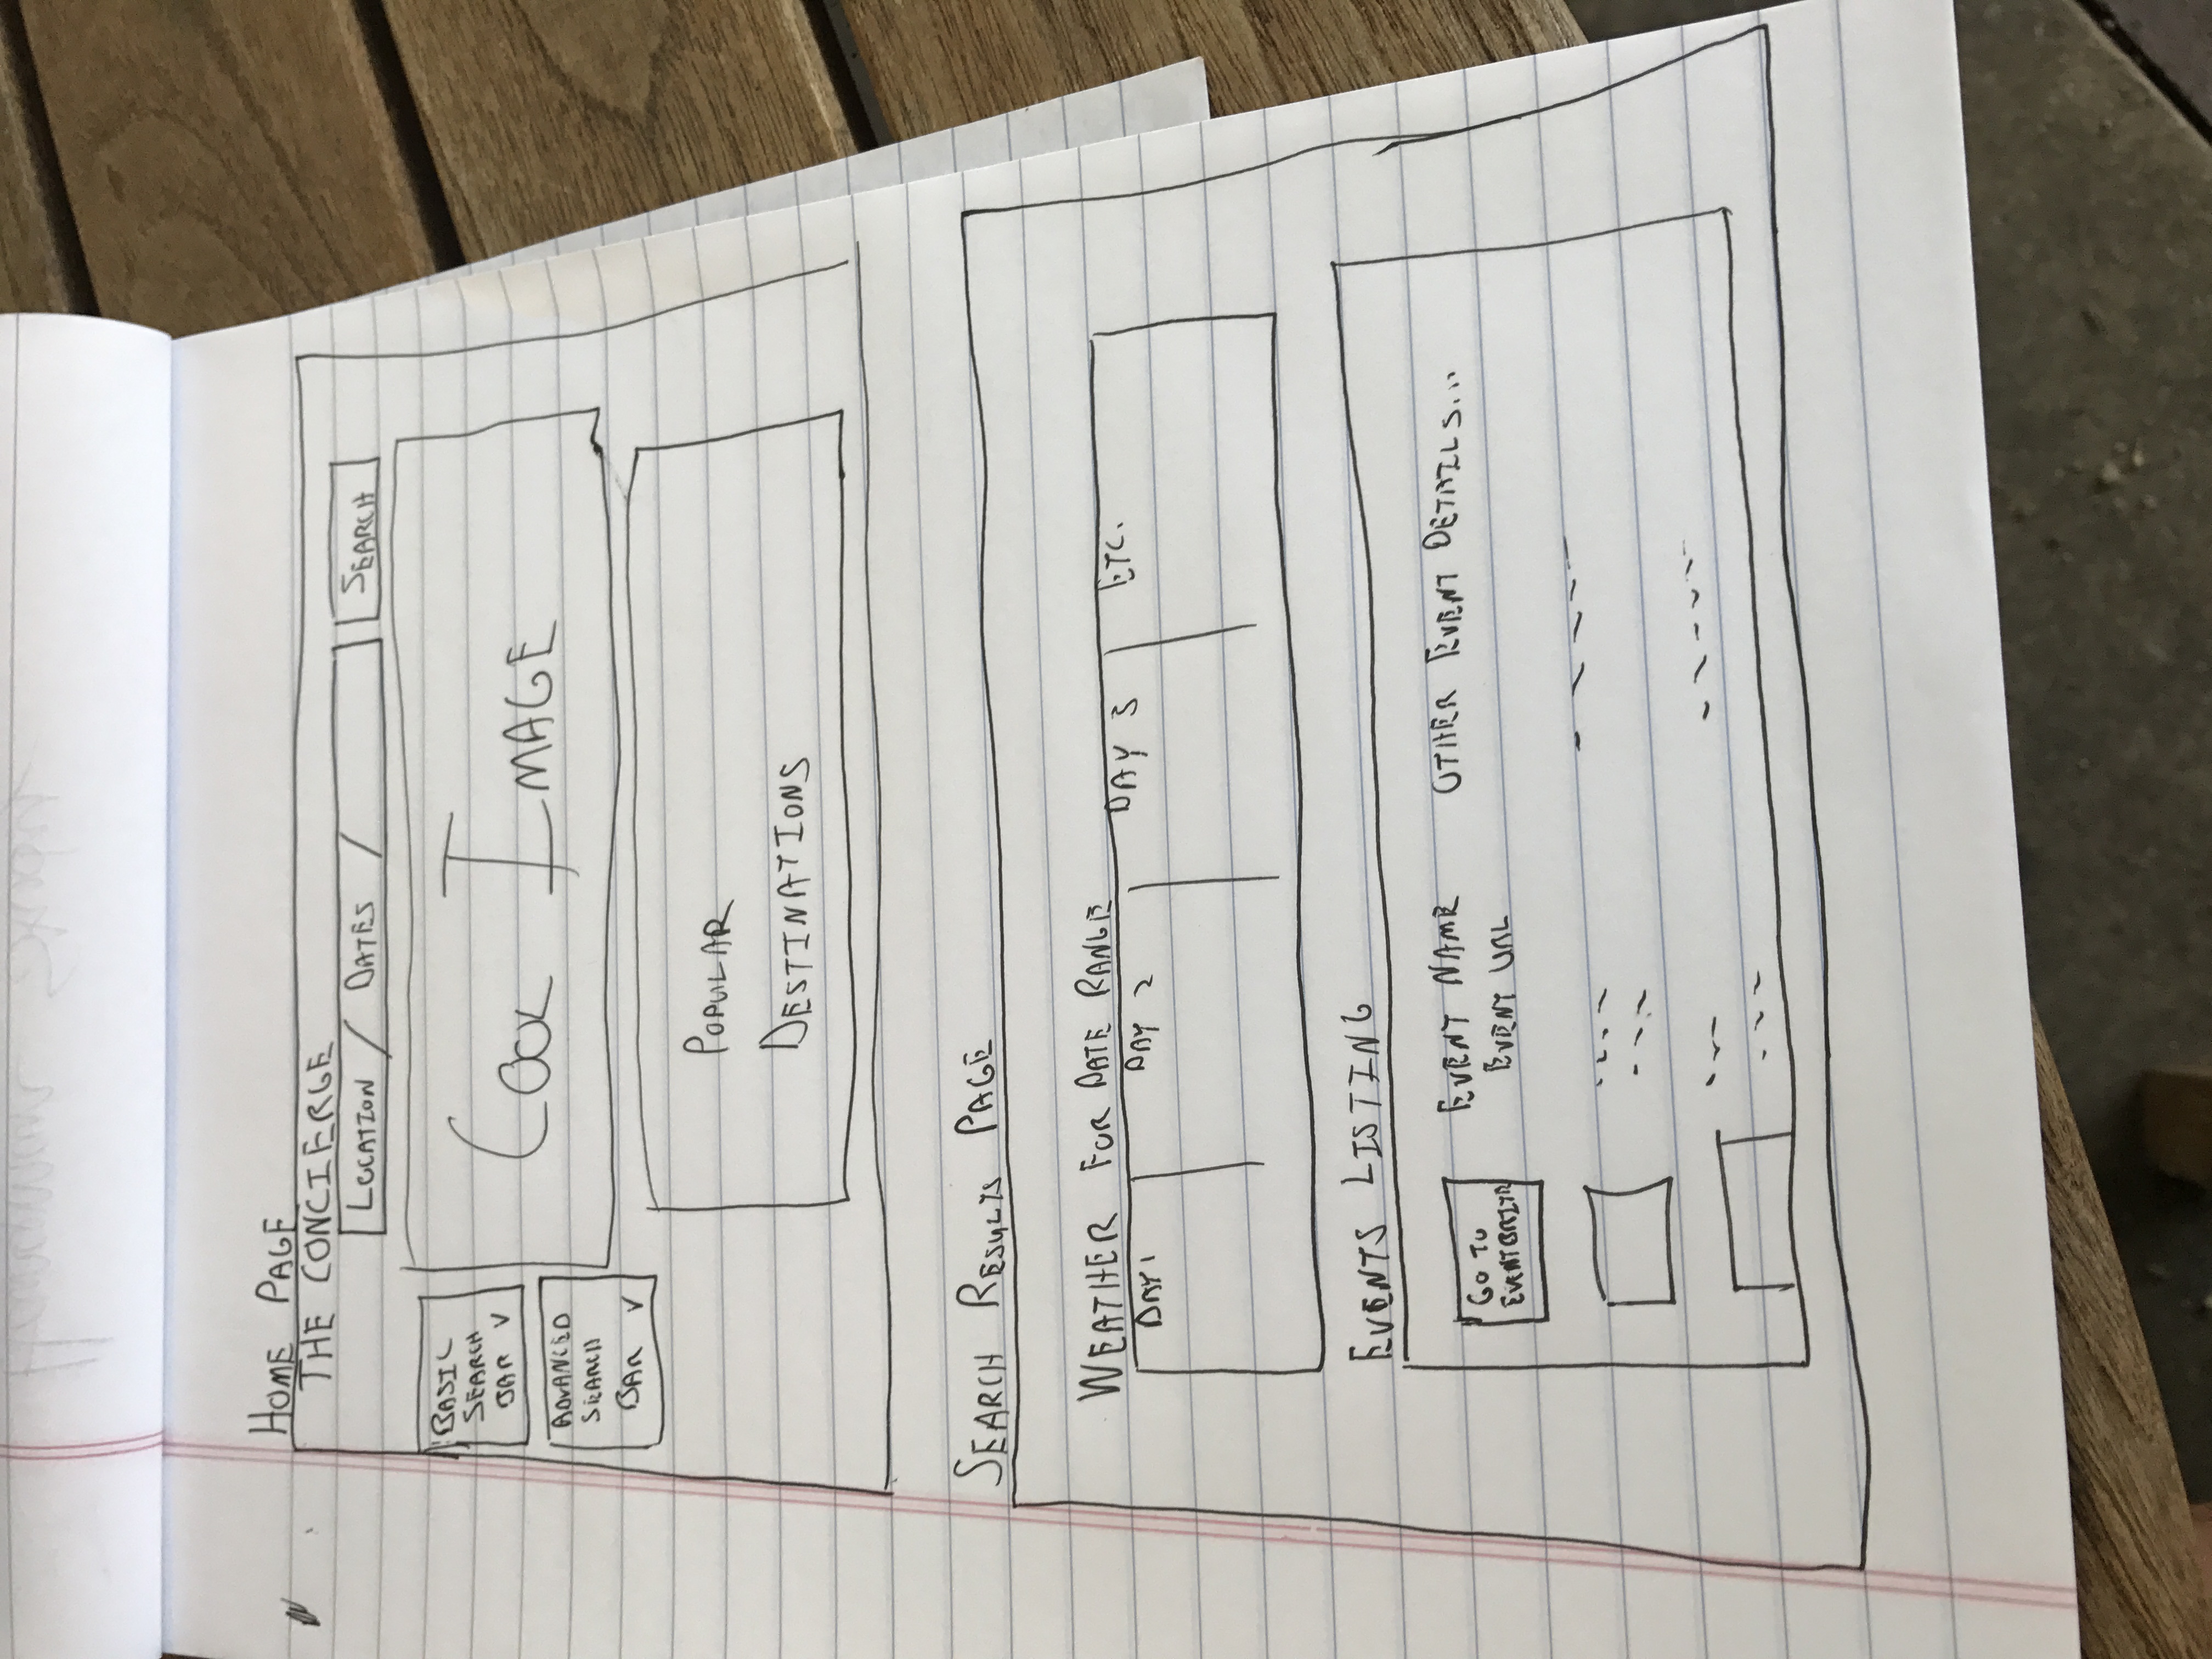 HOME PAGE
THE CONCIERGE
LOCATION / DATES /
SEARCH
BASIC
SEARCH
BAR V
COOL IMAGE
ADVANCED
SEARCH
BAR V
POPULAR
DESTINATIONS
SEARCH RESULTS PAGE
WEATHER FOR DATE RANGE
DAY 1
DAY 2
DAY 3
ETC.
EVENTS LISTING
GO TO
EVENTBRITE
EVENT NAME
EVENT URL
OTHER EVENT DETAILS...